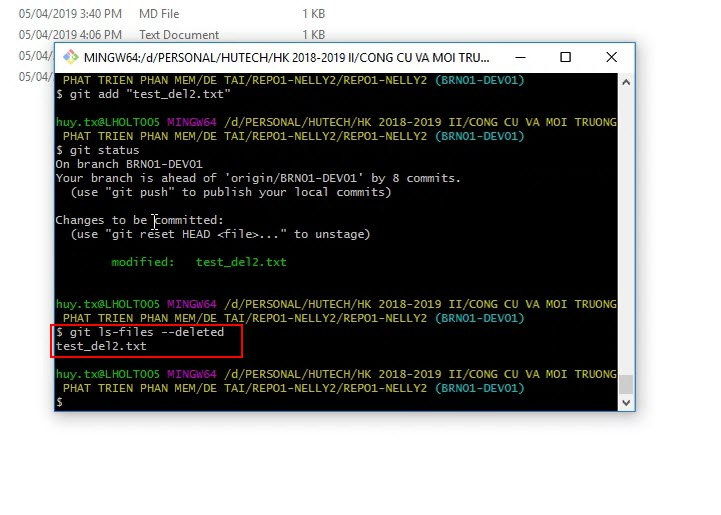 05/04/2019 3:40 PM MD File 1 KB
05/04/2019 4:06 PM Text Document 1 KB
05/04
05/04
MINGW64:/d/PERSONAL/HUTECH/HK 2018-2019 II/CONG CU VA MOI TRU...
PHAT TRIEN PHAN MEM/DE TAI/REPO1-NELLY2/REPO1-NELLY2 (BRN01-DEV01)
$ git add "test_del2.txt"
huy.tx@LHOLT005 MINGW64 /d/PERSONAL/HUTECH/HK 2018-2019 II/CONG CU VA MOI TRUONG
PHAT TRIEN PHAN MEM/DE TAI/REPO1-NELLY2/REPO1-NELLY2 (BRN01-DEV01)
$ git status
On branch BRN01-DEV01
Your branch is ahead of 'origin/BRN01-DEV01' by 8 commits.
(use "git push" to publish your local commits)
Changes to be committed:
(use "git reset HEAD <file>..." to unstage)
modified: test_del2.txt
huy.tx@LHOLT005 MINGW64 /d/PERSONAL/HUTECH/HK 2018-2019 II/CONG CU VA MOI TRUONG
PHAT TRIEN PHAN MEM/DE TAI/REPO1-NELLY2/REPO1-NELLY2 (BRN01-DEV01)
$ git ls-files --deleted
test_del2.txt
huy.tx@LHOLT005 MINGW64 /d/PERSONAL/HUTECH/HK 2018-2019 II/CONG CU VA MOI TRUONG
PHAT TRIEN PHAN MEM/DE TAI/REPO1-NELLY2/REPO1-NELLY2 (BRN01-DEV01)
$